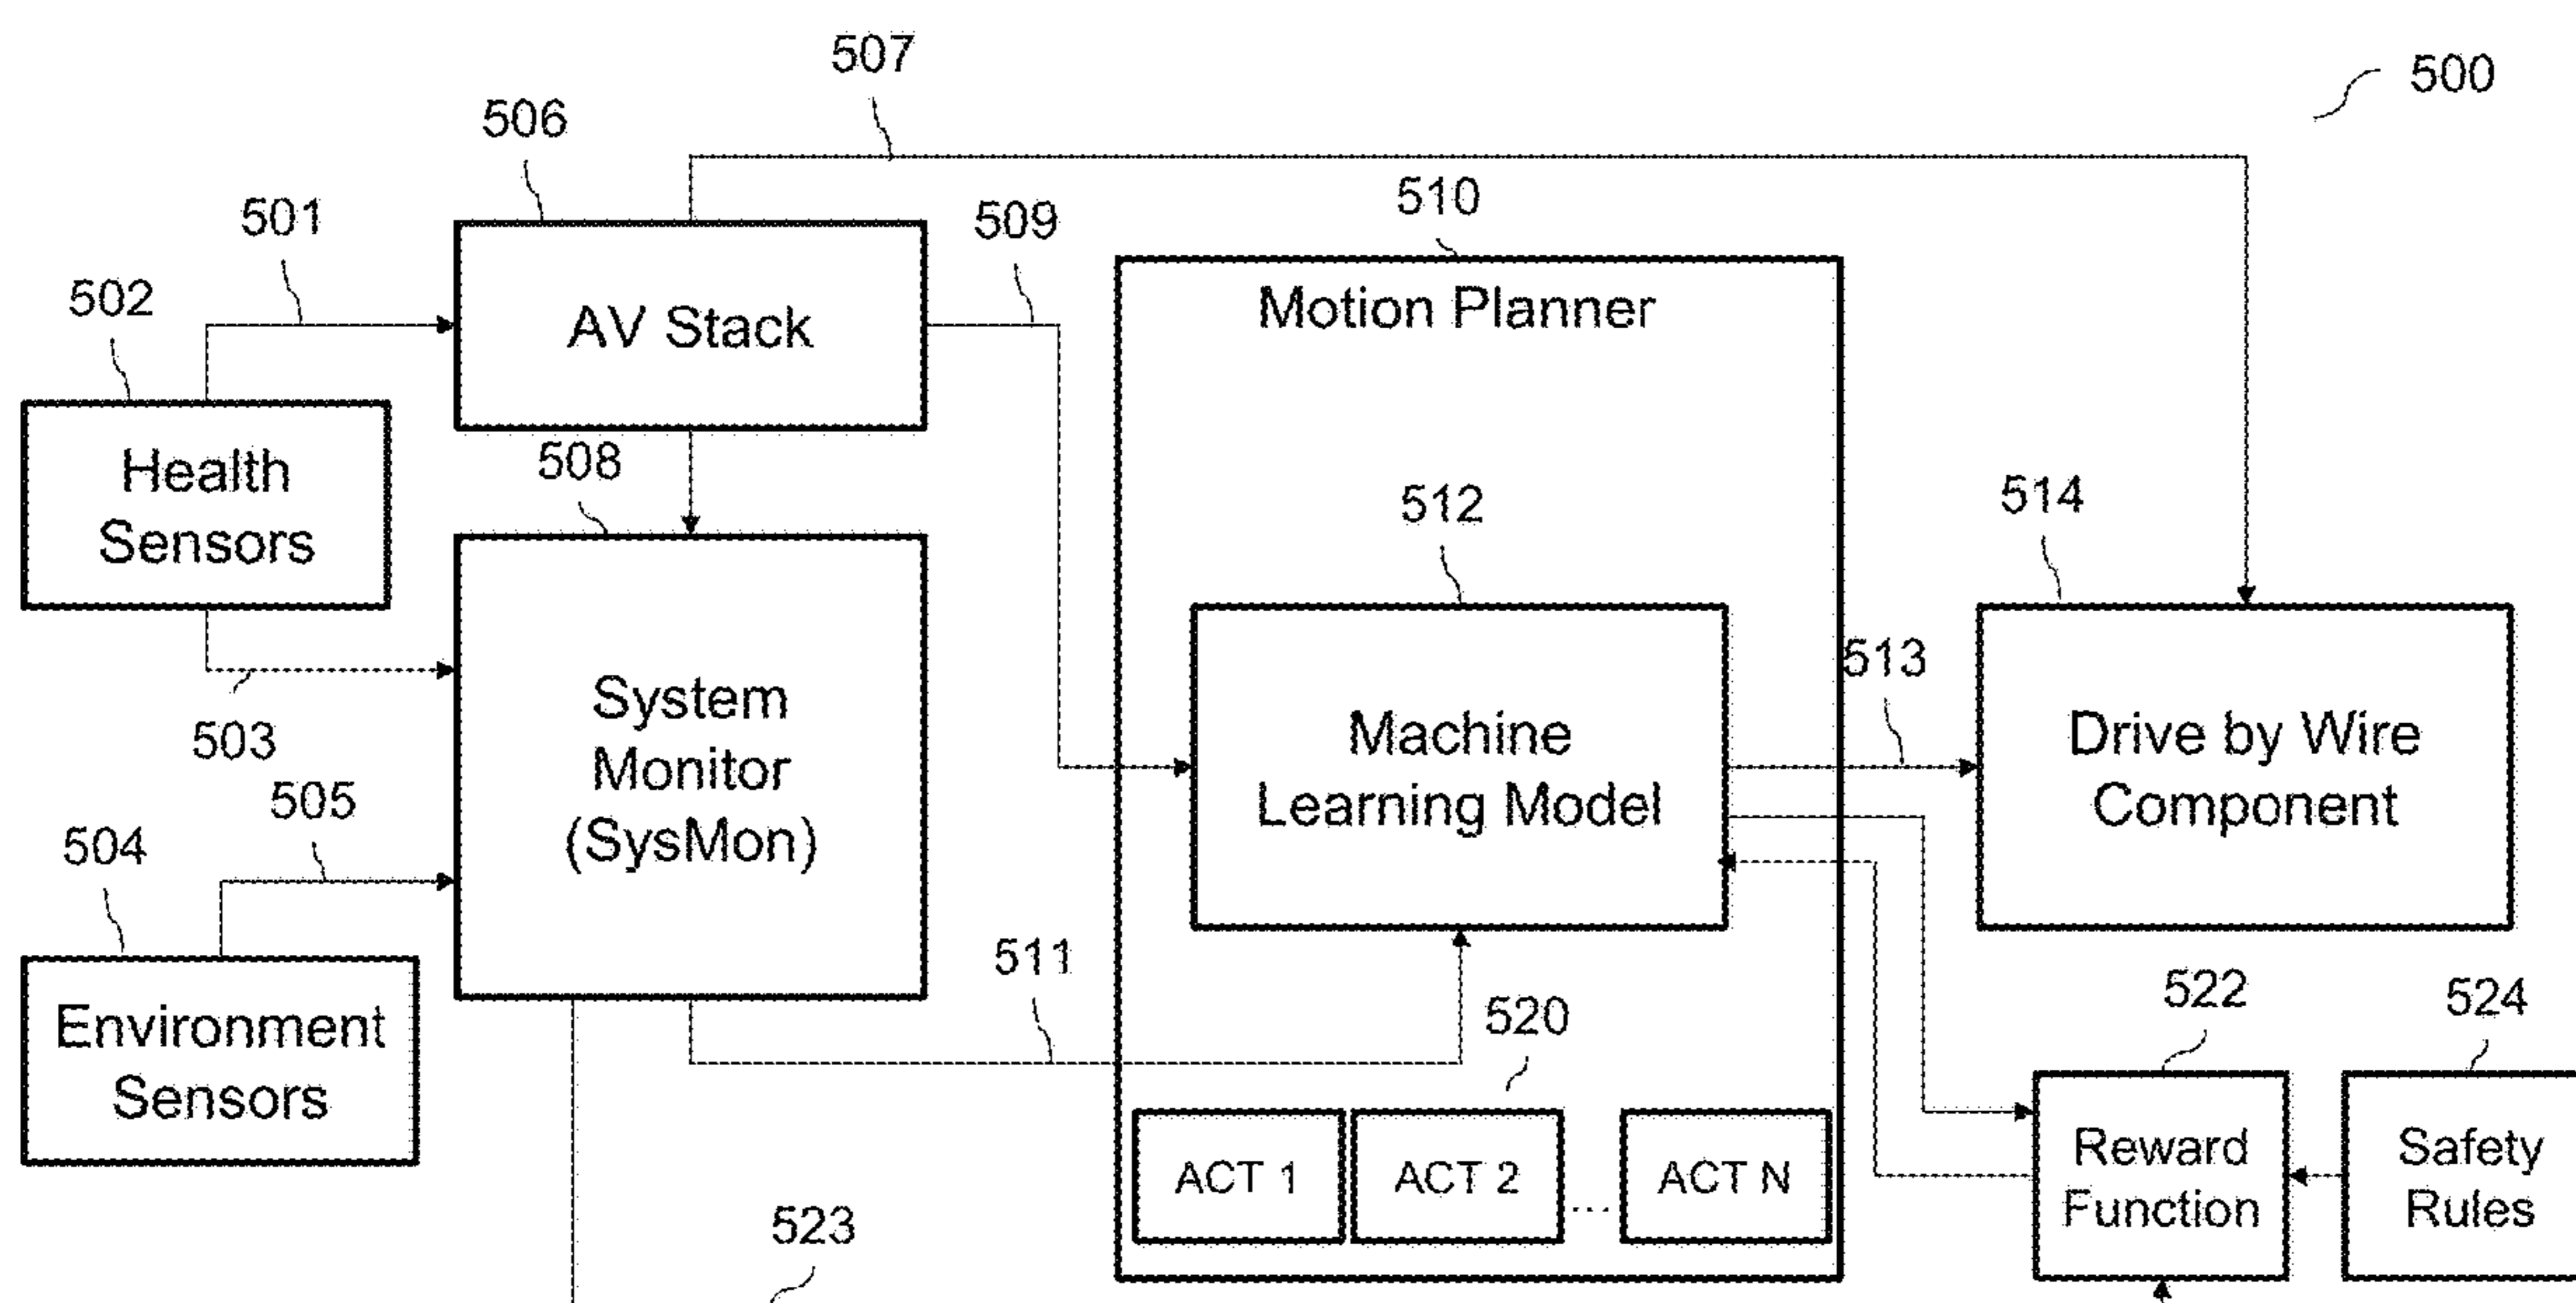 507
500
506
510
501
509
502
AV Stack
Motion Planner
Health
Sensors
508
512
514
503
System
Monitor
(SysMon)
513
505
Machine
Learning Model
Drive by Wire
Component
504
511
Environment
Sensors
520
522
524
ACT 1
ACT 2
....
ACT N
Reward
Function
Safety
Rules
523